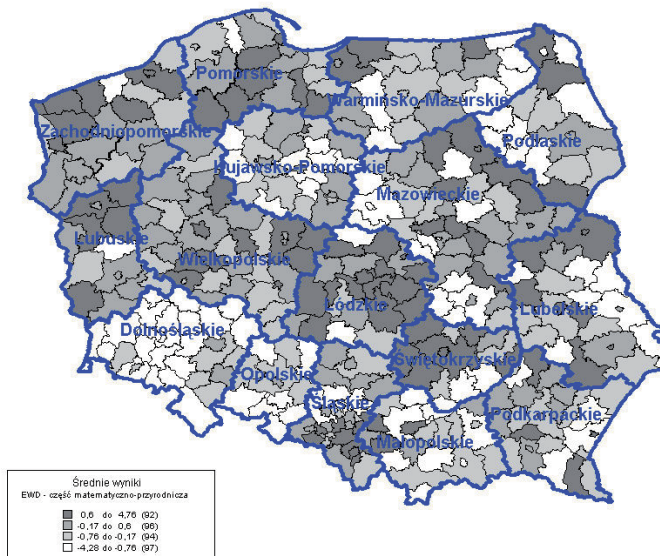 Pomorskie
Warmińsko-Mazurskie
Zachodniopomorskie
Podlaskie
Kujawsko-Pomorskie
Mazowieckie
Lubuskie
Wielkopolskie
Łódzkie
Lubelskie
Dolnośląskie
Świętokrzyskie
Opolskie
Śląskie
Podkarpackie
Małopolskie
Średnie wyniki
EWD - część matematyczno-przyrodnicza
0,6 do 4,76 (92)
-0,17 do 0,6 (96)
-0,76 do -0,17 (94)
-4,28 do -0,76 (97)